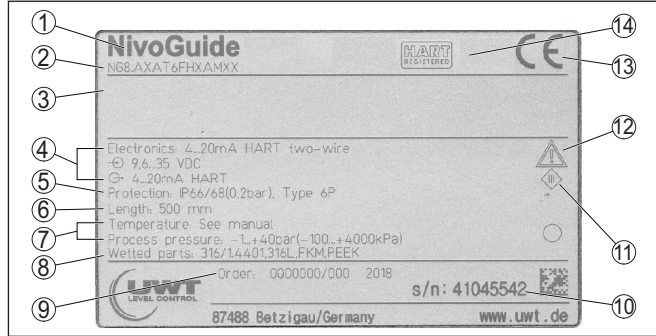 1
14
NivoGuide
HART
REGISTERED
CE
2
NG8.AXAT6FHXAMXX
13
3
12
4
Electronics: 4...20mA HART two-wire
9,6..35 VDC
4...20mA HART
5
Protection: IP66/68(0.2bar), Type 6P
6
Length: 500 mm
7
Temperature: See manual
11
Process pressure: -1...+40bar(-100...+4000kPa)
8
Wetted parts: 316/1.4401,316L,FKM,PEEK
9
Order: 0000000/000 2018
UWT
LEVEL CONTROL
s/n: 41045542
10
87488 Betzigau/Germany
www.uwt.de